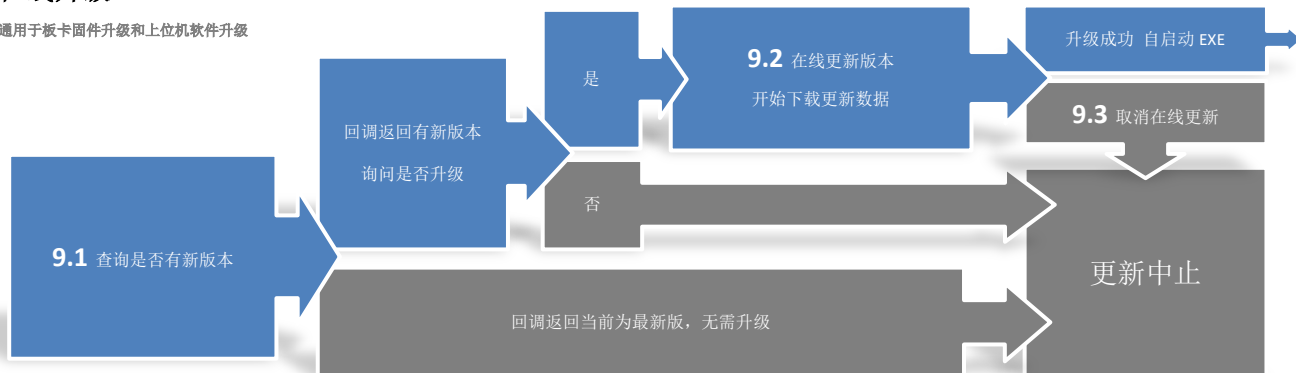 通用于板卡固件升级和上位机软件升级
是
9.2 在线更新版本
开始下载更新数据
升级成功 自启动 EXE
9.3 取消在线更新
回调返回有新版本
询问是否升级
否
9.1 查询是否有新版本
更新中止
回调返回当前为最新版，无需升级